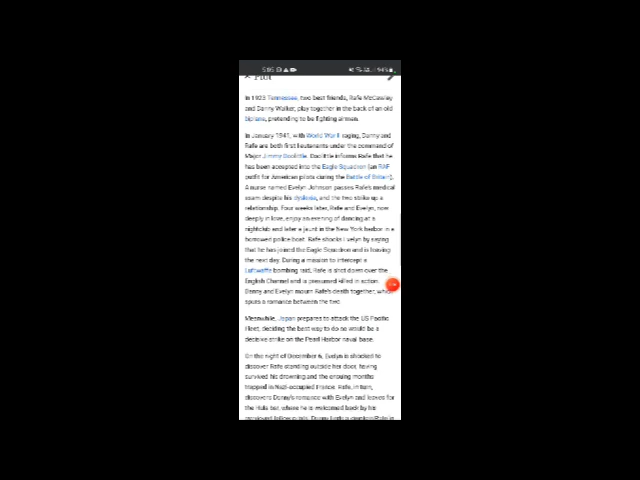 Plot
In 1923 Tennessee, two best friends, Rafe McCawley
and Danny Walker, play together in the back of an old
biplane, pretending to be fighting airmen.
In January 1941, with World War II raging, Danny and
Rafe are both first lieutenants under the command of
Major Jimmy Doolittle. Doolittle informs Rafe that he
has been accepted into the Eagle Squadron (an RAF
outfit for American pilots during the Battle of Britain).
A nurse named Evelyn Johnson passes Rafe's medical
exam despite his dyslexia, and the two strike up a
relationship. Four weeks later, Rafe and Evelyn, now
deeply in love, enjoy an evening of dancing at a
nightclub and later a jaunt in the New York harbor in a
borrowed police boat. Rafe shocks Evelyn by saying
that he has joined the Eagle Squadron and is leaving
the next day. During a mission to intercept a
Luftwaffe bombing raid, Rafe is shot down over the
English Channel and is presumed killed in action.
Danny and Evelyn mourn Rafe's death together, which
spurs a romance between the two.
Meanwhile, Japan prepares to attack the US Pacific
Fleet, deciding the best way to do so would be a
decisive strike on the Pearl Harbor naval base.
On the night of December 6, Evelyn is shocked to
discover Rafe standing outside her door, having
survived his downing and the ensuing months
trapped in Nazi-occupied France. Rafe, in turn,
discovers Danny's romance with Evelyn and leaves for
the Hula bar, where he is welcomed back by his